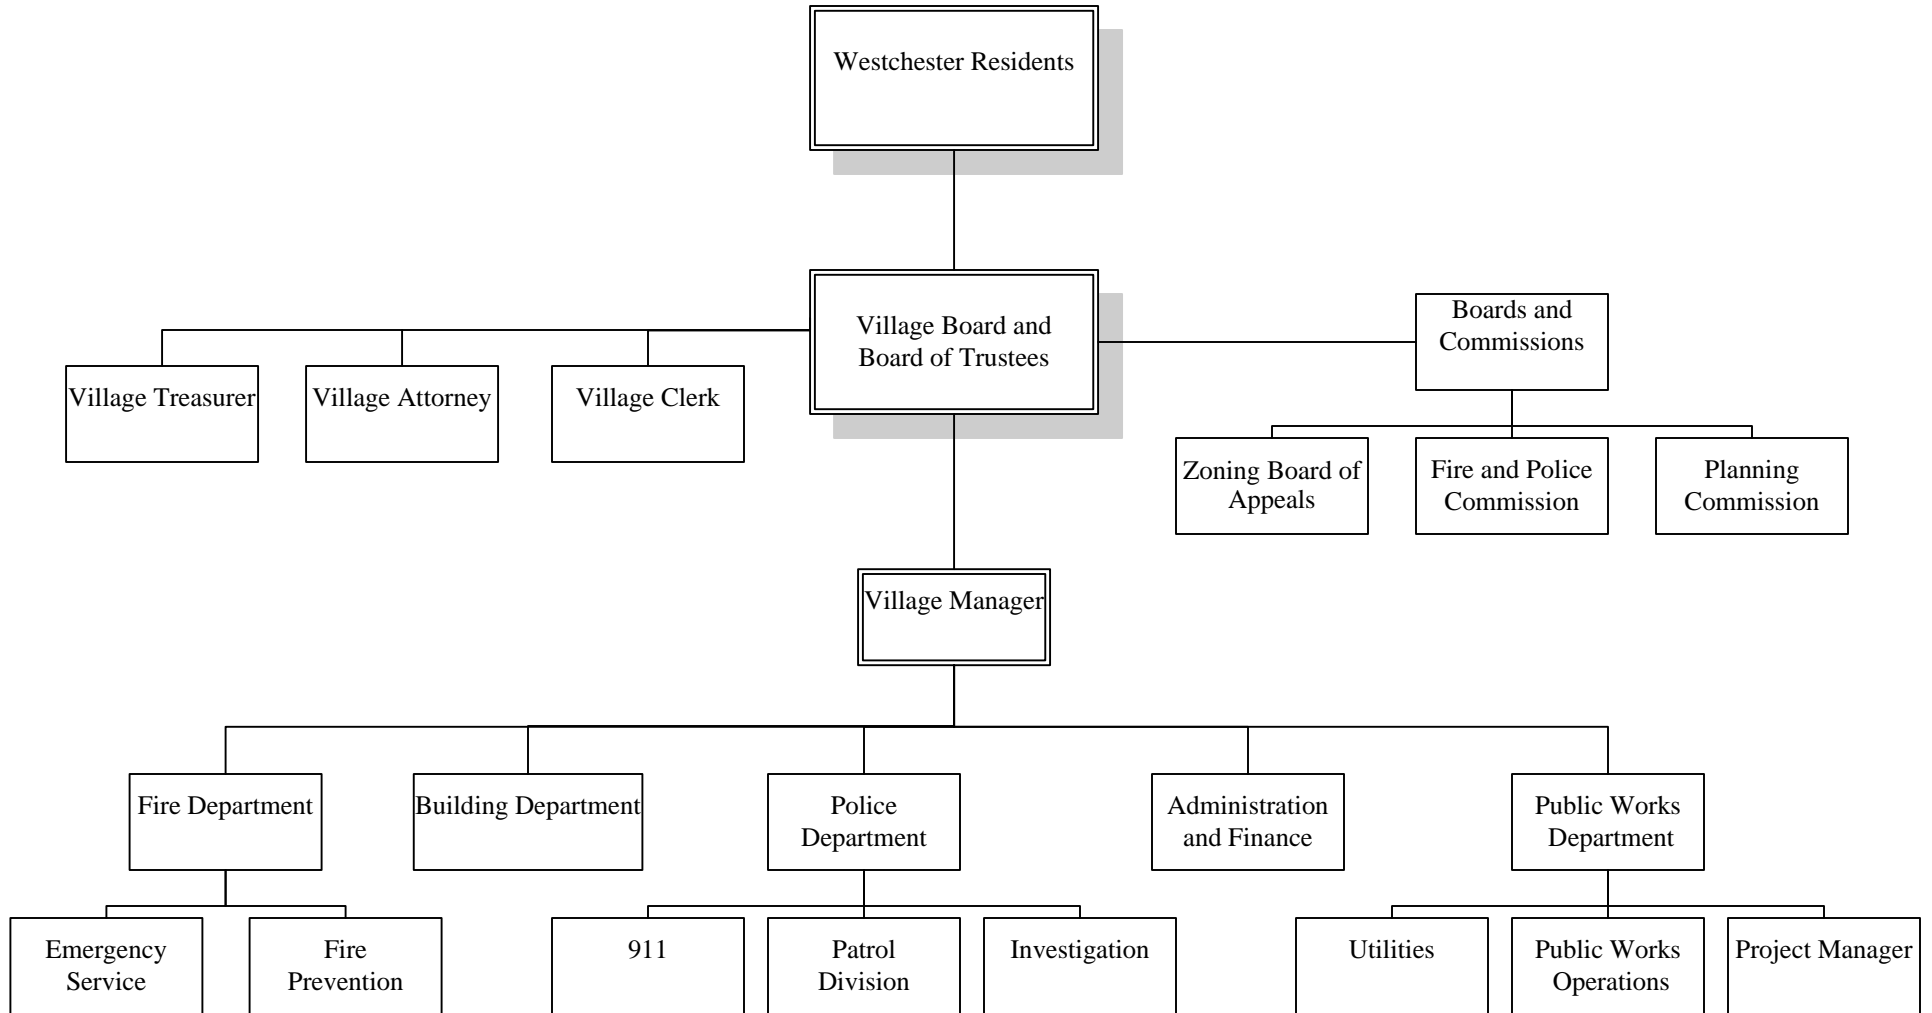 Westchester Residents
Village Board and
Board of Trustees
Boards and
Commissions
Village Treasurer
Village Attorney
Village Clerk
Zoning Board of
Appeals
Fire and Police
Commission
Planning
Commission
Village Manager
Fire Department
Building Department
Police
Department
Administration
and Finance
Public Works
Department
Emergency
Service
Fire
Prevention
911
Patrol
Division
Investigation
Utilities
Public Works
Operations
Project Manager